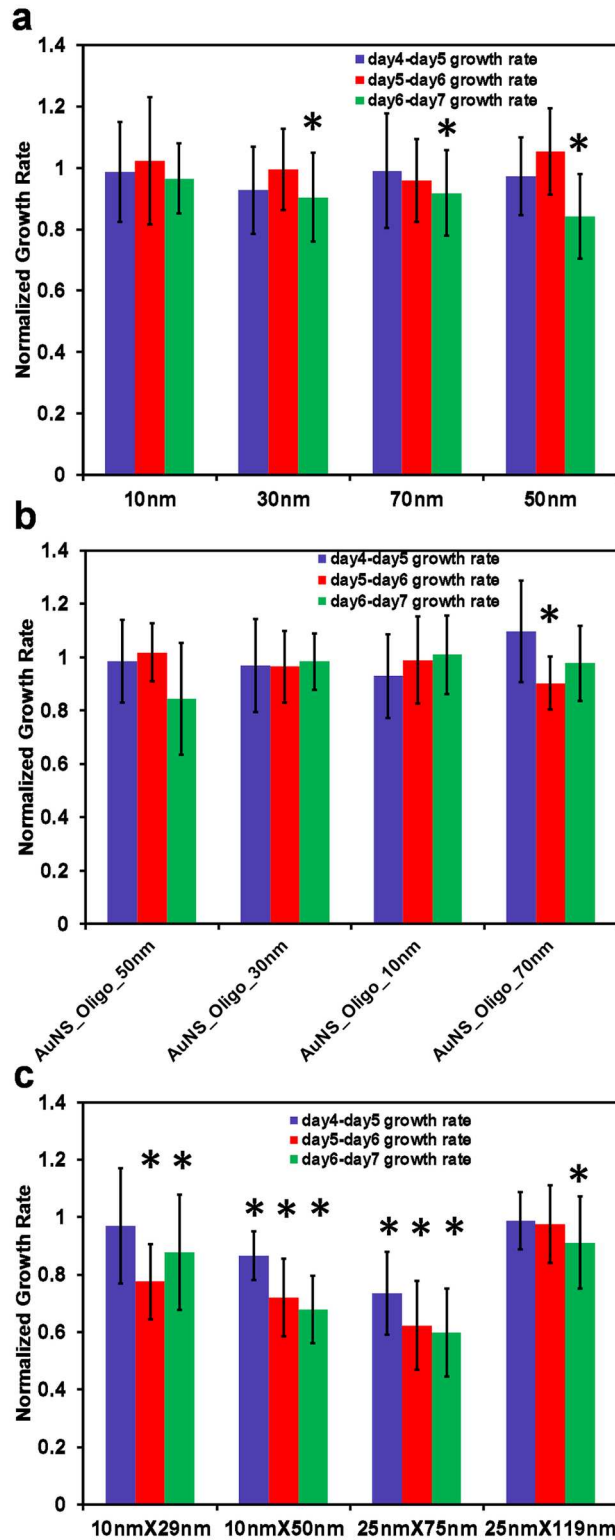 a
1.4
day4-day5 growth rate
day5-day6 growth rate
day6-day7 growth rate
1.2
* * *
1
0.8
0.6
0.4
0.2
0
Normalized Growth Rate
10nm 30nm 70nm 50nm
b
1.4
day4-day5 growth rate
day5-day6 growth rate
day6-day7 growth rate
1.2
*
1
0.8
0.6
0.4
0.2
0
Normalized Growth Rate
AuNS_Oligo_50nm
AuNS_Oligo_30nm
AuNS_Oligo_10nm
AuNS_Oligo_70nm
c
1.4
day4-day5 growth rate
day5-day6 growth rate
day6-day7 growth rate
1.2
* * * * * * * * *
1
0.8
0.6
0.4
0.2
0
Normalized Growth Rate
10nmX29nm 10nmX50nm 25nmX75nm 25nmX119nm